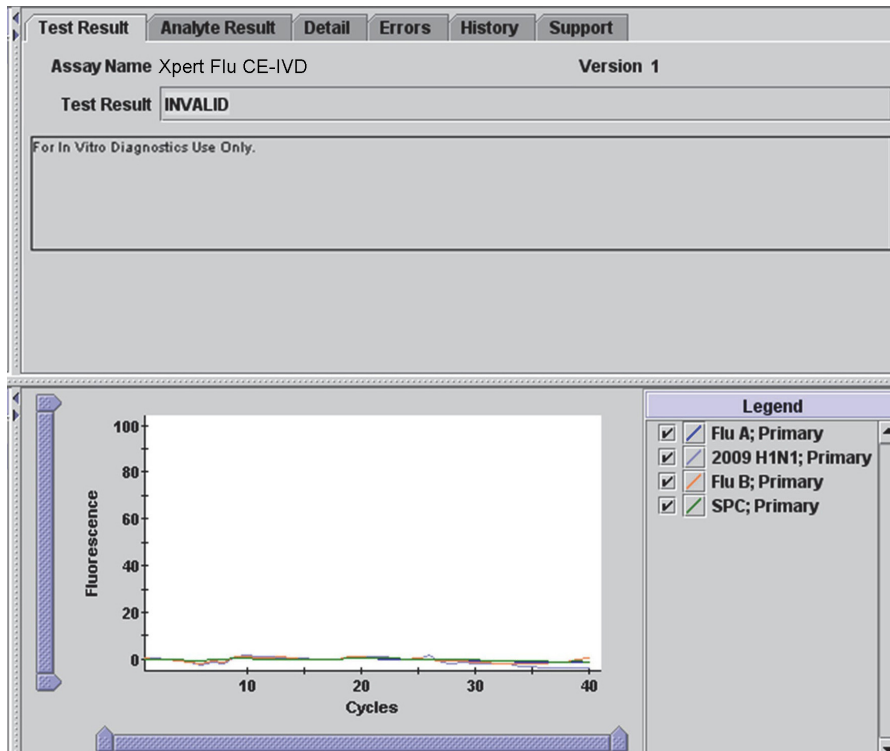 Test Result Analyte Result Detail Errors History Support
Assay Name Xpert Flu CE-IVD Version 1
Test Result INVALID
For In Vitro Diagnostics Use Only.
Legend
Flu A; Primary
2009 H1N1; Primary
Flu B; Primary
SPC; Primary
Fluorescence
100
80
60
40
20
0
10 20 30 40
Cycles